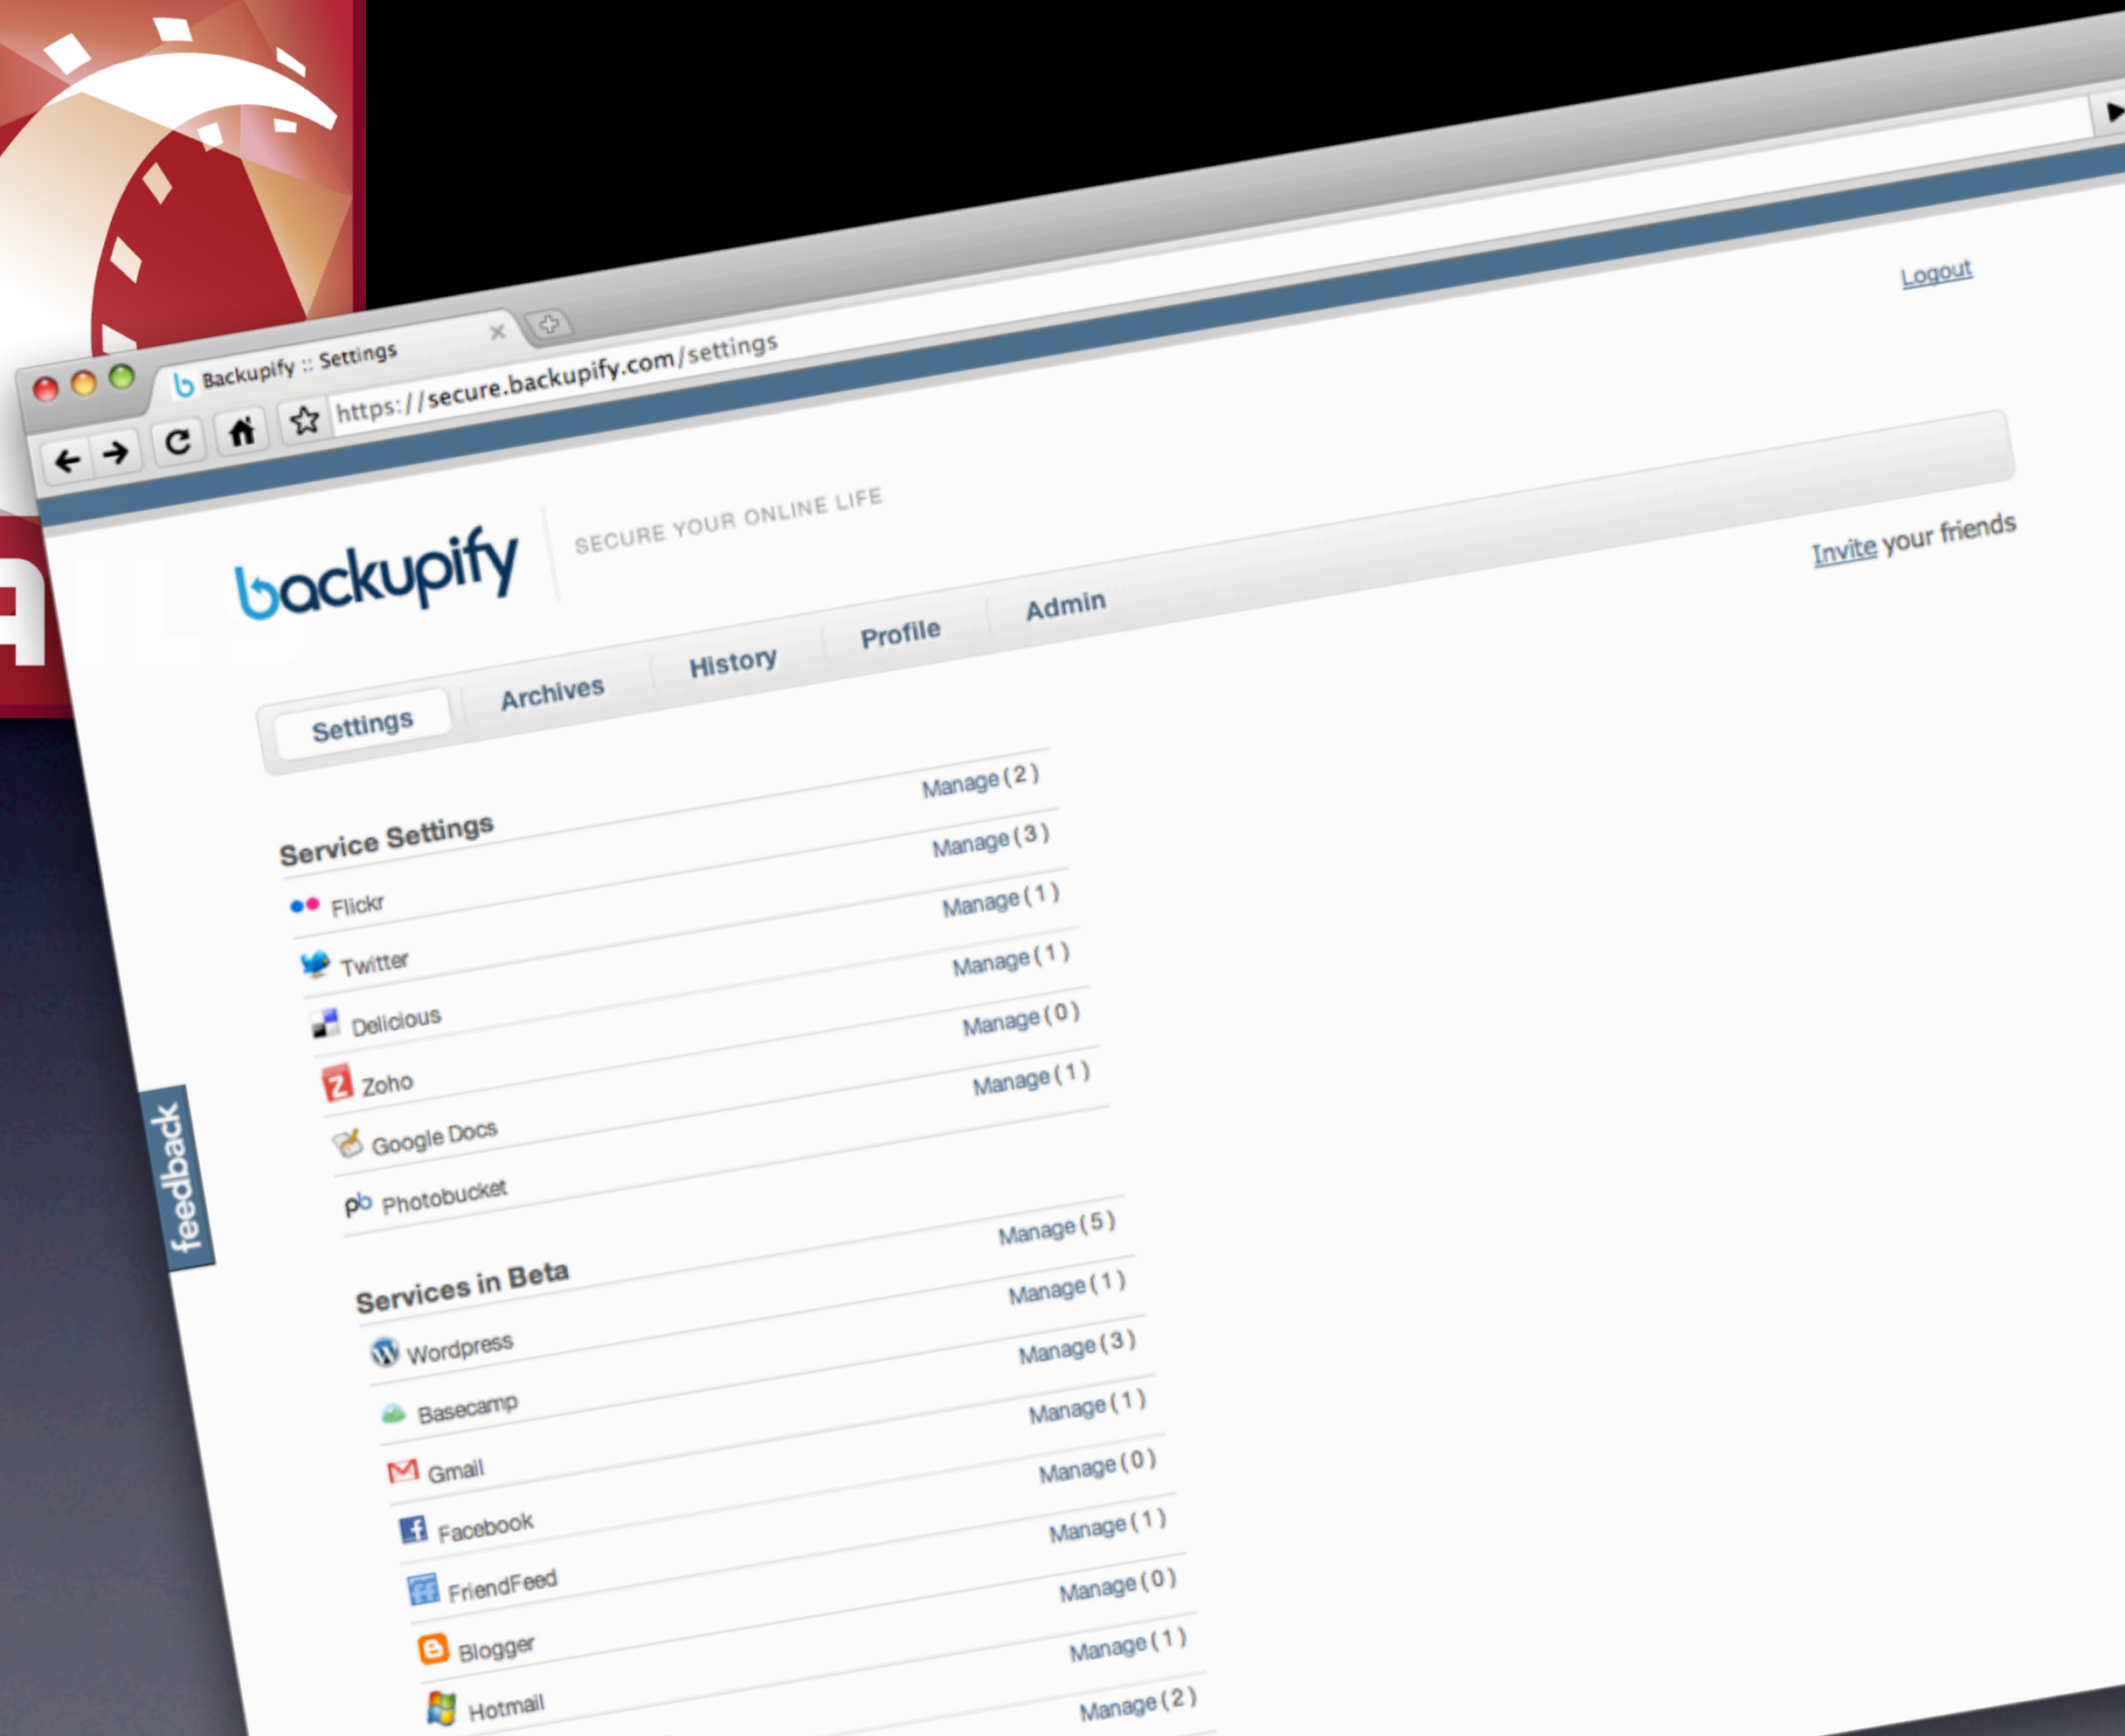 Backupify :: Settings
https://secure.backupify.com/settings
Logout
backupify
SECURE YOUR ONLINE LIFE
Invite your friends
Settings Archives History Profile Admin
Service Settings
Flickr Manage (2)
Twitter Manage (3)
Delicious Manage (1)
Zoho Manage (1)
Google Docs Manage (0)
pb Photobucket Manage (1)
feedback
Services in Beta
Wordpress Manage (5)
Basecamp Manage (1)
Gmail Manage (3)
Facebook Manage (1)
FriendFeed Manage (0)
Blogger Manage (1)
Hotmail Manage (0)
Manage (1)
Manage (2)